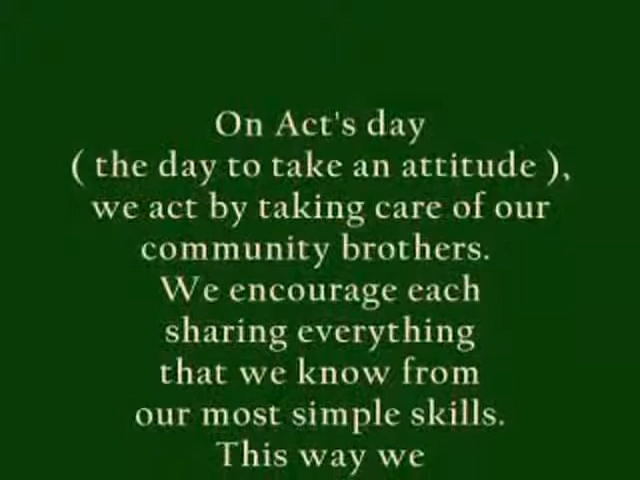 On Act's day
( the day to take an attitude ),
we act by taking care of our
community brothers.
We encourage each
sharing everything
that we know from
our most simple skills.
This way we